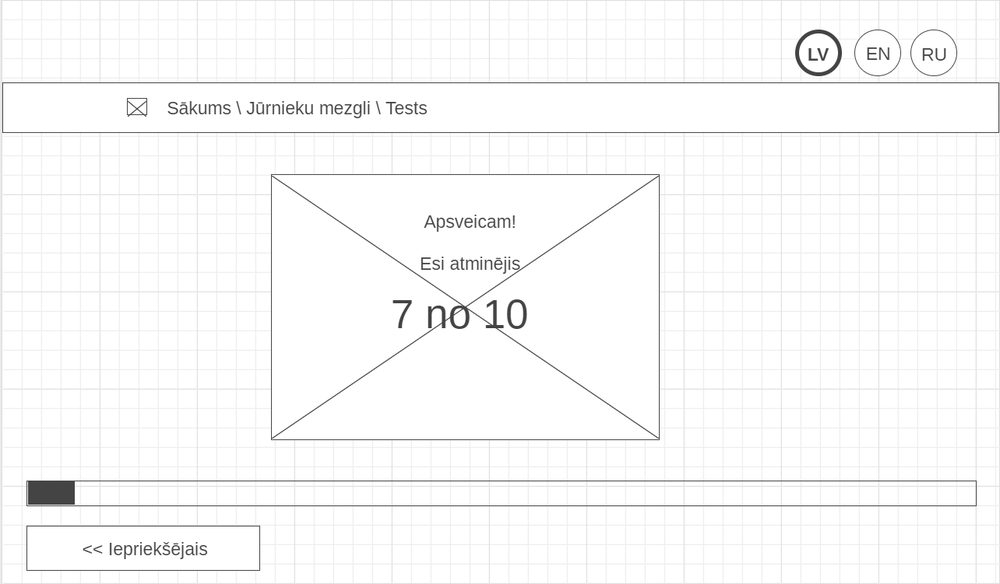 LV EN RU
Sākums \ Jūrnieku mezgli \ Tests
Apsveicam!
Esi atminējis
7 no 10
<< Iepriekšējais